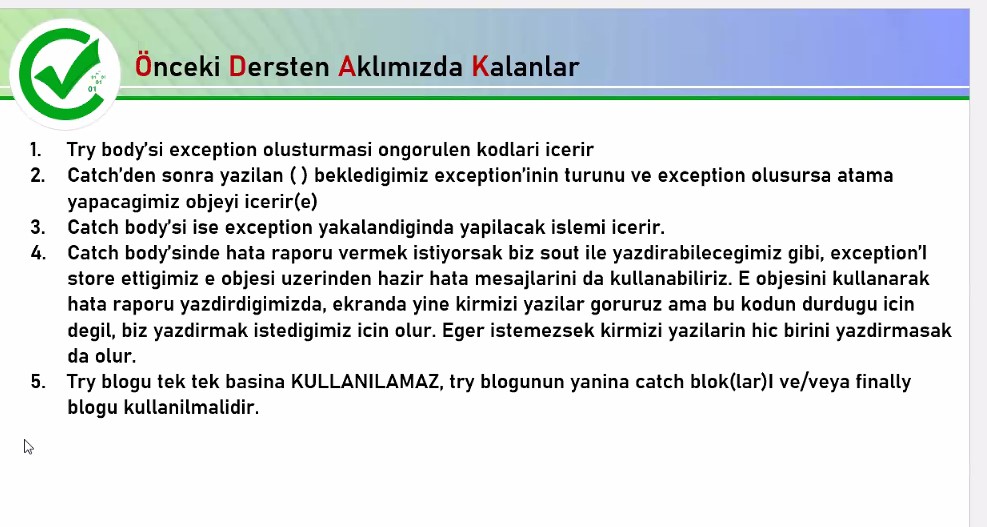 Önceki Dersten Aklımızda Kalanlar
01
1. Try body'si exception olusturmasi ongorulen kodlari icerir
2. Catch'den sonra yazilan ( ) bekledigimiz exception'inin turunu ve exception olusursa atama
yapacagimiz objeyi icerir(e)
3. Catch body'si ise exception yakalandiginda yapilacak islemi icerir.
4. Catch body'sinde hata raporu vermek istiyorsak biz sout ile yazdirabilecegimiz gibi, exception'I
store ettigimiz e objesi uzerinden hazir hata mesajlarini da kullanabiliriz. E objesini kullanarak
hata raporu yazdirdigimizda, ekranda yine kirmizi yazilar goruruz ama bu kodun durdugu icin
degil, biz yazdirmak istedigimiz icin olur. Eger istemezsek kirmizi yazilarin hic birini yazdirmasak
da olur.
5. Try blogu tek tek basina KULLANILAMAZ, try blogunun yanina catch blok(lar)I ve/veya finally
blogu kullanilmalidir.